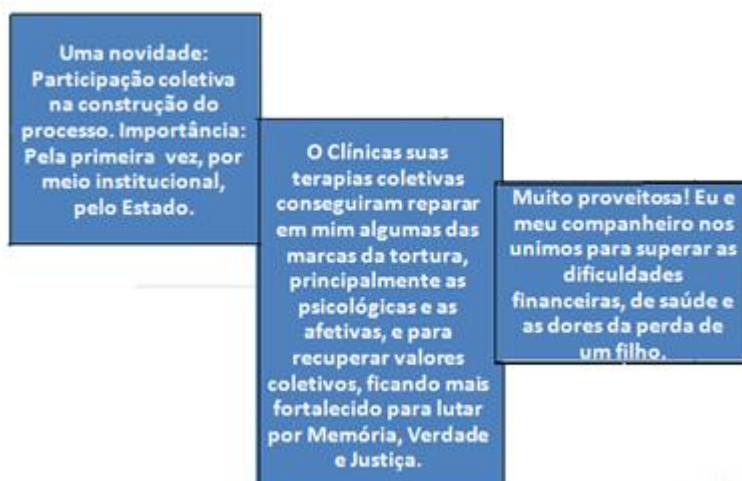 Uma novidade:
Participação coletiva
na construção do
processo. Importância:
Pela primeira vez, por
meio institucional,
pelo Estado.
O Clínicas suas
terapias coletivas
conseguiram reparar
em mim algumas das
marcas da tortura,
principalmente as
psicológicas e as
afetivas, e para
recuperar valores
coletivos, ficando mais
fortalecido para lutar
por Memória, Verdade
e Justiça.
Muito proveitosa! Eu e
meu companheiro nos
unimos para superar as
dificuldades
financeiras, de saúde e
as dores da perda de
um filho.